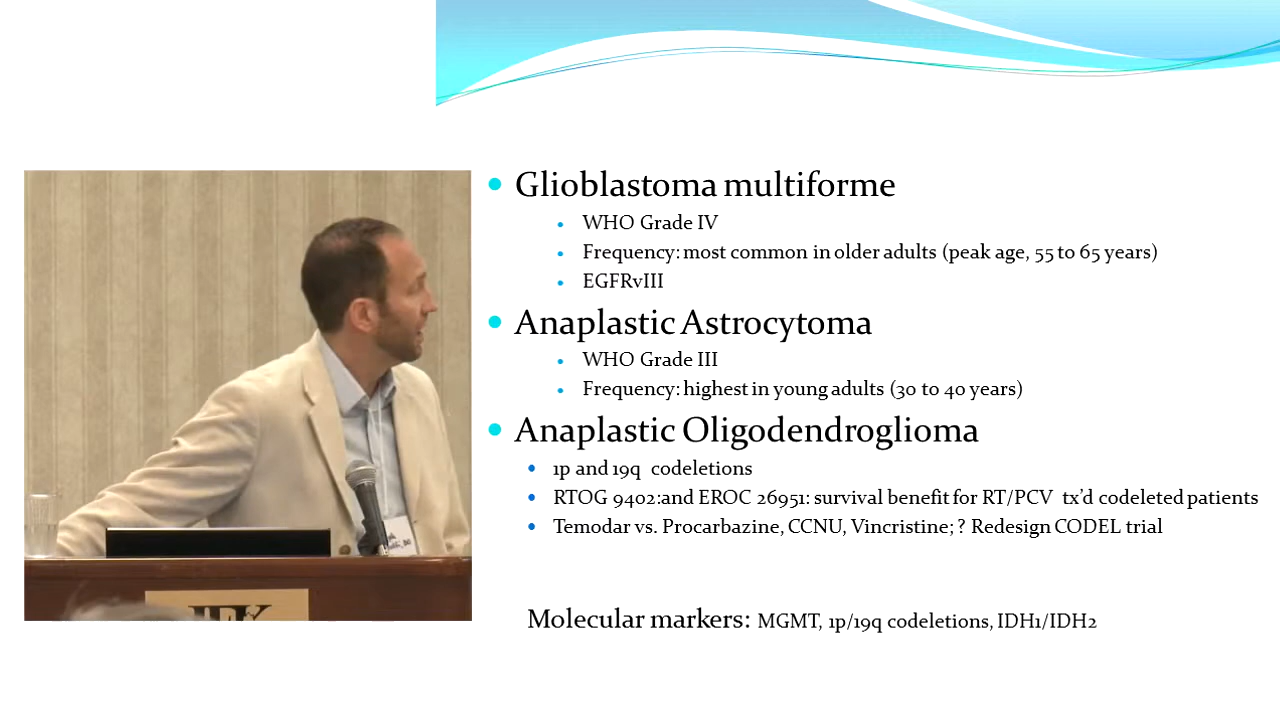 Glioblastoma multiforme
WHO Grade IV
Frequency: most common in older adults (peak age, 55 to 65 years)
EGFRvIII
Anaplastic Astrocytoma
WHO Grade III
Frequency: highest in young adults (30 to 40 years)
Anaplastic Oligodendroglioma
1p and 19q codeletions
RTOG 9402:and EROC 26951: survival benefit for RT/PCV tx'd codeleted patients
Temodar vs. Procarbazine, CCNU, Vincristine; ? Redesign CODEL trial
Molecular markers: MGMT, 1p/19q codeletions, IDH1/IDH2